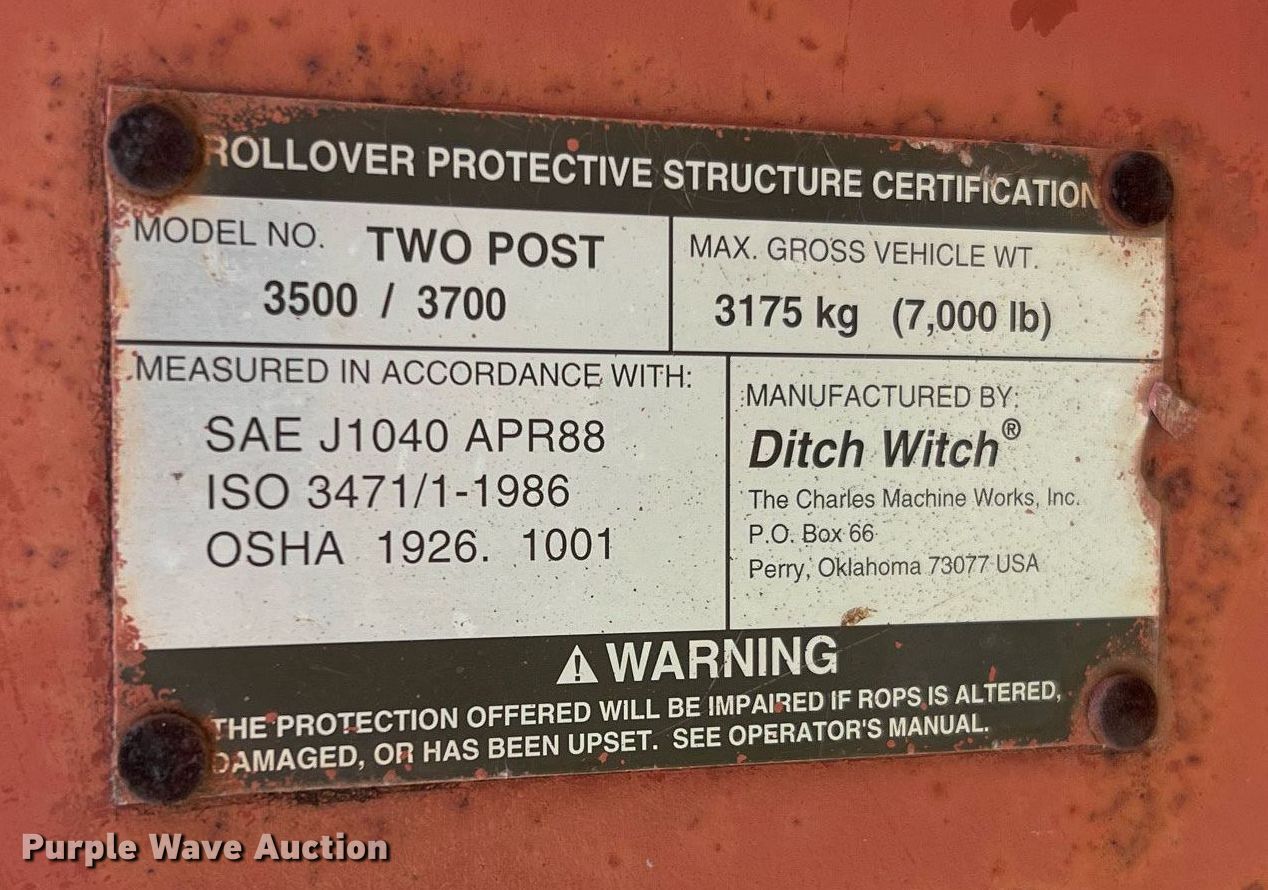 ROLLOVER PROTECTIVE STRUCTURE CERTIFICATION
MODEL NO. TWO POST
3500 / 3700
MAX. GROSS VEHICLE WT.
3175 kg (7,000 lb)
MEASURED IN ACCORDANCE WITH:
SAE J1040 APR88
ISO 3471/1-1986
OSHA 1926. 1001
MANUFACTURED BY:
Ditch Witch®
The Charles Machine Works, Inc.
P.O. Box 66
Perry, Oklahoma 73077 USA
⚠ WARNING
THE PROTECTION OFFERED WILL BE IMPAIRED IF ROPS IS ALTERED,
DAMAGED, OR HAS BEEN UPSET. SEE OPERATOR'S MANUAL.
Purple Wave Auction